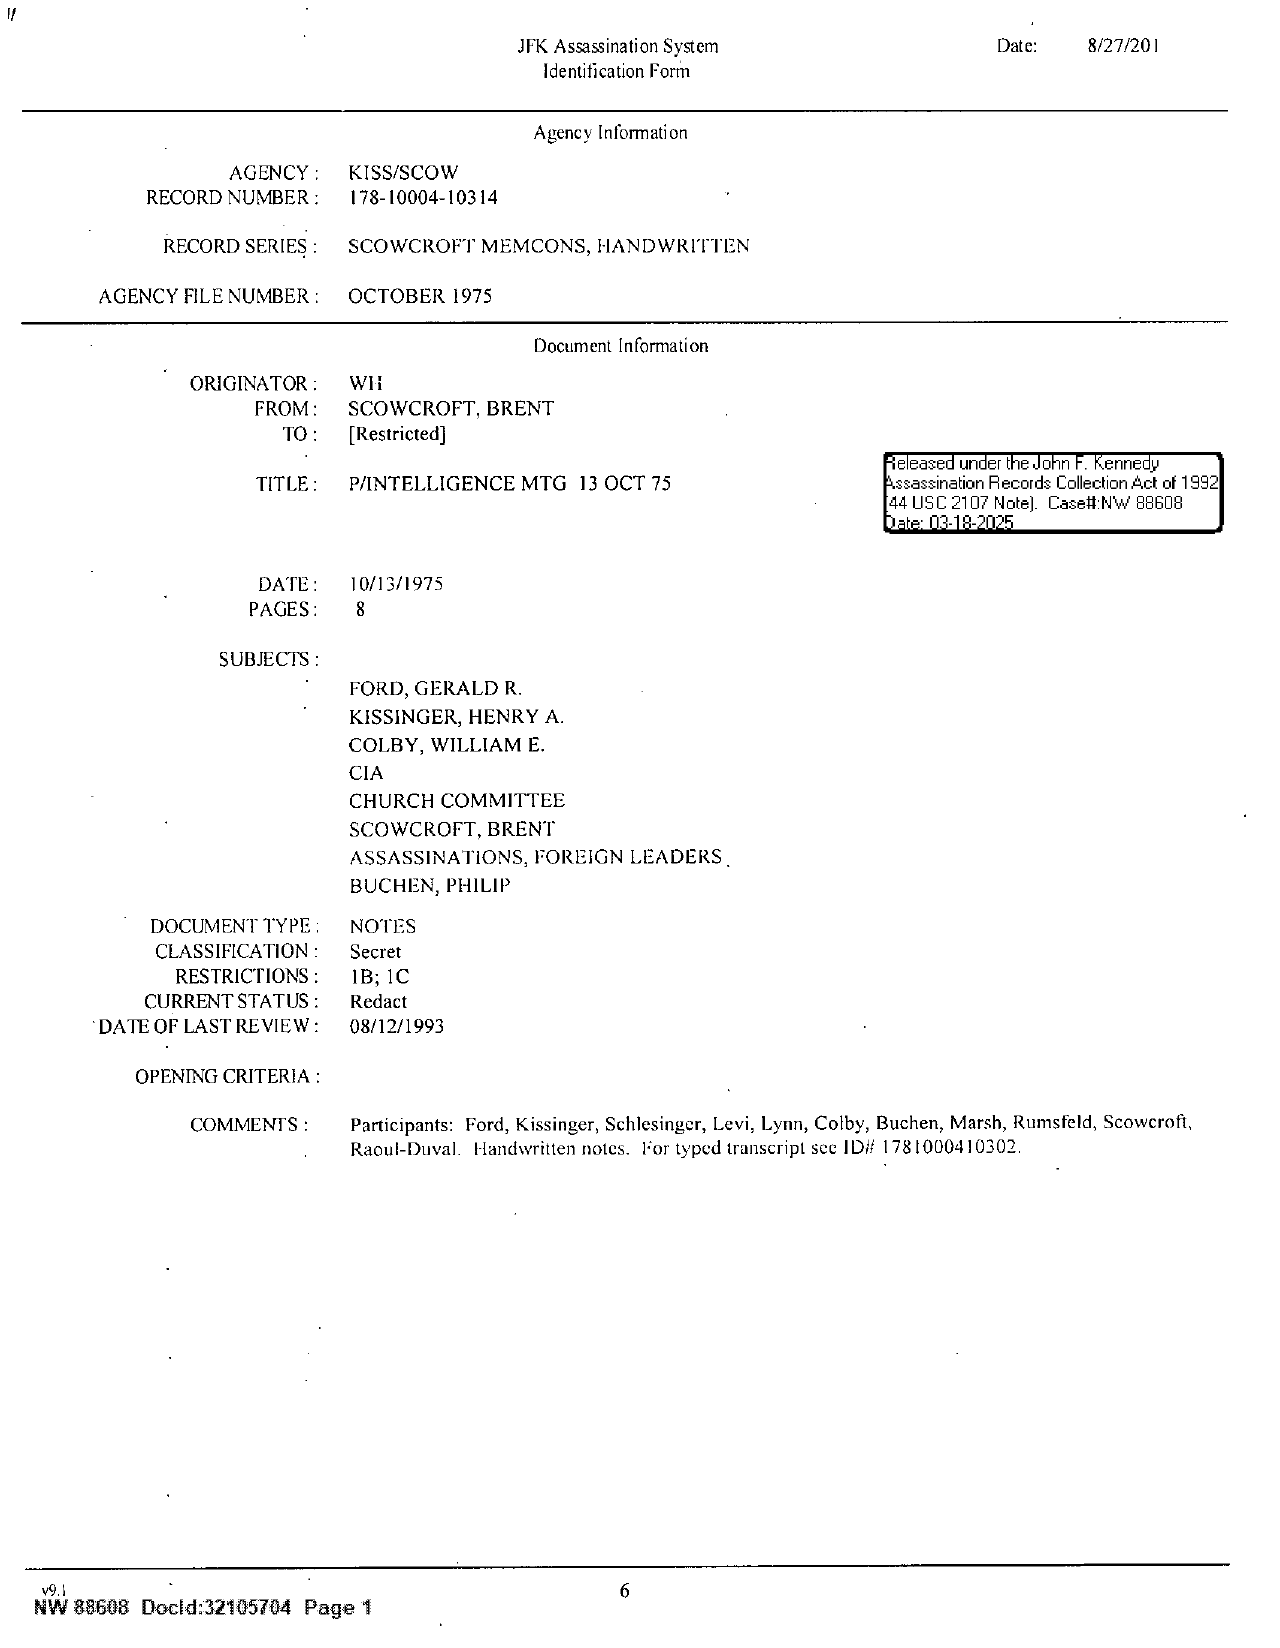 JFK Assassination System
Date: 8/27/201
Identification Form
Agency Information
AGENCY : KISS/SCOW
RECORD NUMBER : 178-10004-10314
RECORD SERIES : SCOWCROFT MEMCONS, HANDWRITTEN
AGENCY FILE NUMBER : OCTOBER 1975
Document Information
ORIGINATOR : WH
FROM : SCOWCROFT, BRENT
TO : [Restricted]
TITLE : P/INTELLIGENCE MTG 13 OCT 75
Released under the John F. Kennedy
Assassination Records Collection Act of 1992
(44 USC 2107 Note). Case#:NW 88608
Date: 03-18-2025
DATE : 10/13/1975
PAGES : 8
SUBJECTS :
FORD, GERALD R.
KISSINGER, HENRY A.
COLBY, WILLIAM E.
CIA
CHURCH COMMITTEE
SCOWCROFT, BRENT
ASSASSINATIONS, FOREIGN LEADERS
BUCHEN, PHILIP
DOCUMENT TYPE : NOTES
CLASSIFICATION : Secret
RESTRICTIONS : 1B; 1C
CURRENT STATUS : Redact
DATE OF LAST REVIEW : 08/12/1993
OPENING CRITERIA :
COMMENTS : Participants: Ford, Kissinger, Schlesinger, Levi, Lynn, Colby, Buchen, Marsh, Rumsfeld, Scowcroft,
Raoul-Duval. Handwritten notes. For typed transcript see ID# 1781000410302.
v9.1
6
NW 88608 DocId:32105704 Page 1